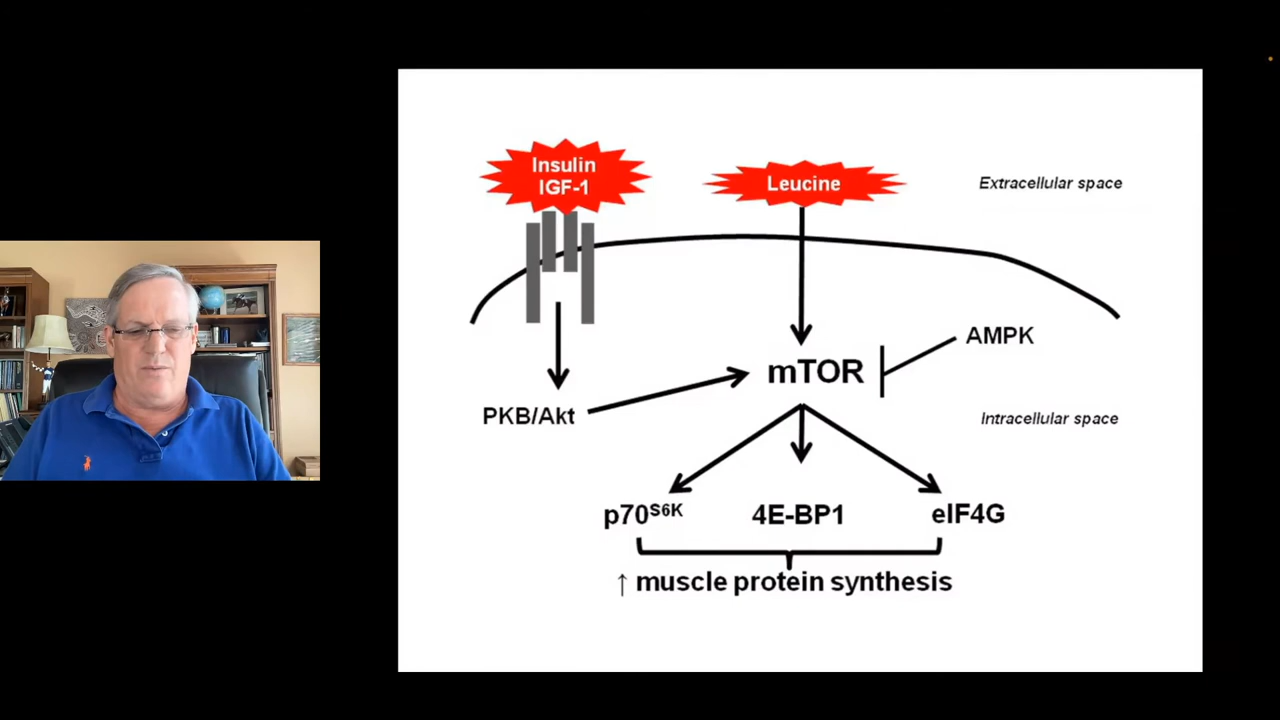 Insulin
IGF-1
Leucine
Extracellular space
AMPK
mTOR
PKB/Akt
Intracellular space
p70S6K
4E-BP1
eIF4G
↑ muscle protein synthesis